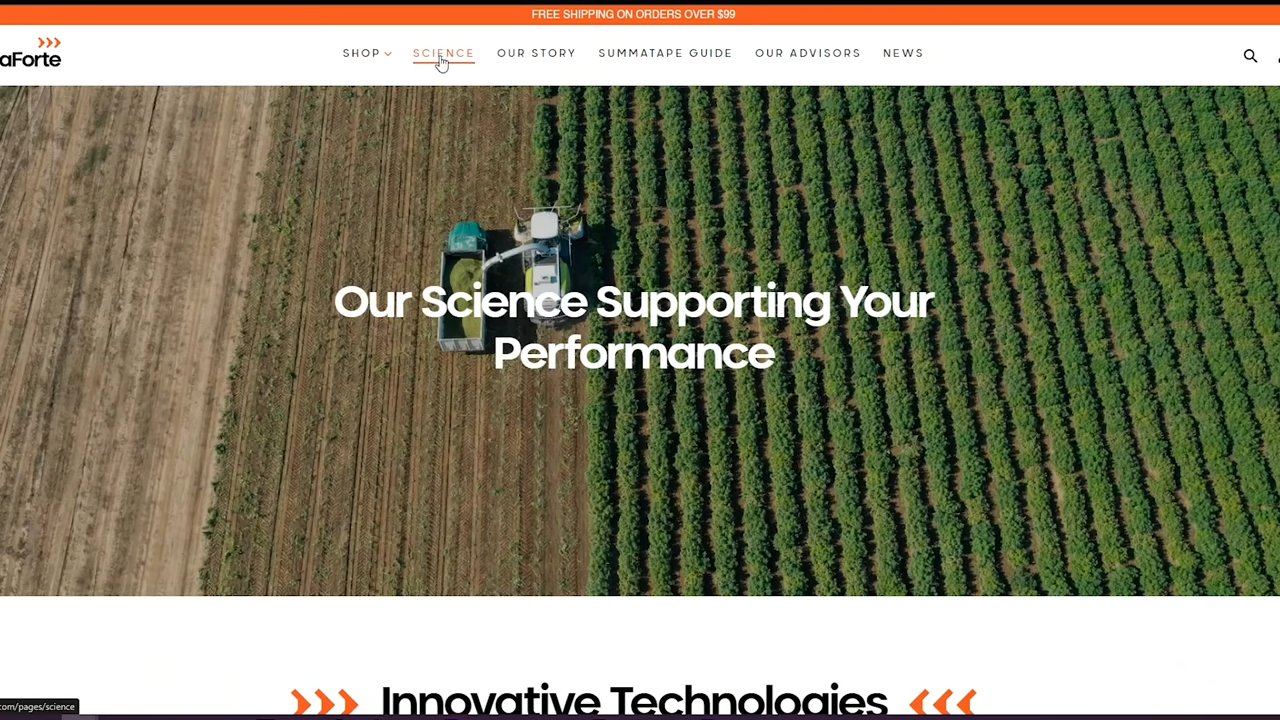 FREE SHIPPING ON ORDERS OVER $99
aForte
SHOP SCIENCE OUR STORY SUMMATAPE GUIDE OUR ADVISORS NEWS
Our Science Supporting Your
Performance
Innovative Technologies
com/pages/science